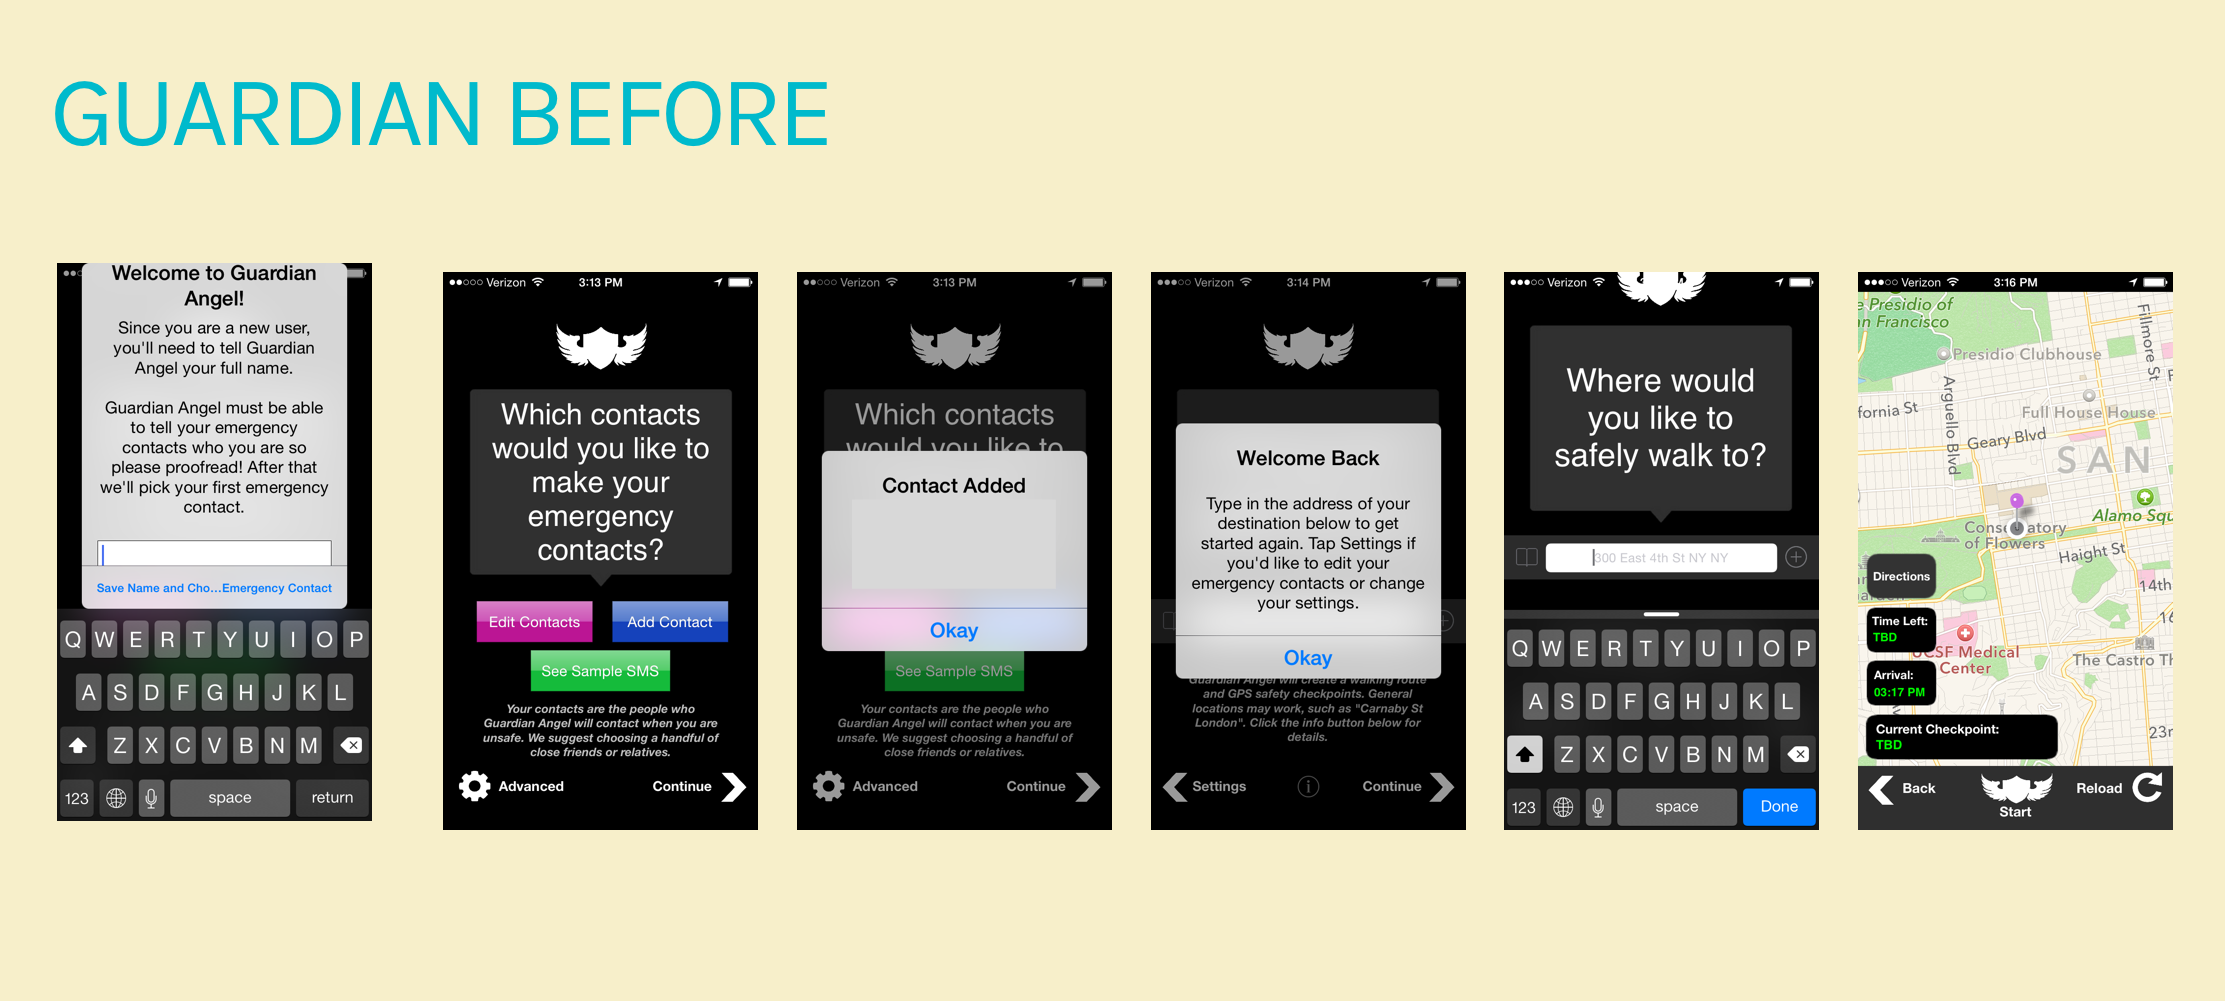 GUARDIAN BEFORE
Welcome to Guardian
Angel!
Since you are a new user,
you'll need to tell Guardian
Angel your full name.
Guardian Angel must be able
to tell your emergency
contacts who you are so
please proofread! After that
we'll pick your first emergency
contact.
Save Name and Cho...Emergency Contact
Q W E R T Y U I O P
A S D F G H J K L
Z X C V B N M
123 space return
Verizon 3:13 PM
Which contacts
would you like to
make your
emergency
contacts?
Edit Contacts Add Contact
See Sample SMS
Your contacts are the people who
Guardian Angel will contact when you are
unsafe. We suggest choosing a handful of
close friends or relatives.
Advanced Continue
Verizon 3:13 PM
Which contacts
would you like to
Contact Added
Okay
See Sample SMS
Your contacts are the people who
Guardian Angel will contact when you are
unsafe. We suggest choosing a handful of
close friends or relatives.
Advanced Continue
Verizon 3:14 PM
Welcome Back
Type in the address of your
destination below to get
started again. Tap Settings if
you'd like to edit your
emergency contacts or change
your settings.
Okay
Guardian Angel will create a walking route
and GPS safety checkpoints. General
locations may work, such as "Carnaby St
London". Click the info button below for
details.
Settings i Continue
Verizon
Where would
you like to
safely walk to?
300 East 4th St NY NY
Q W E R T Y U I O P
A S D F G H J K L
Z X C V B N M
123 space Done
Verizon 3:16 PM
e Presidio of
an Francisco
Fillmore St
Presidio Clubhouse
Arguello Blvd
fornia St
Full House House
Geary Blvd
SAN
Alamo Squ
Conse atory
of Flowers
Haight St
Directions
arden
14th
Time Left:
TBD
16
UCSF Medical
Center
The Castro Th
Arrival:
03:17 PM
Current Checkpoint:
TBD
23r
Back Start Reload